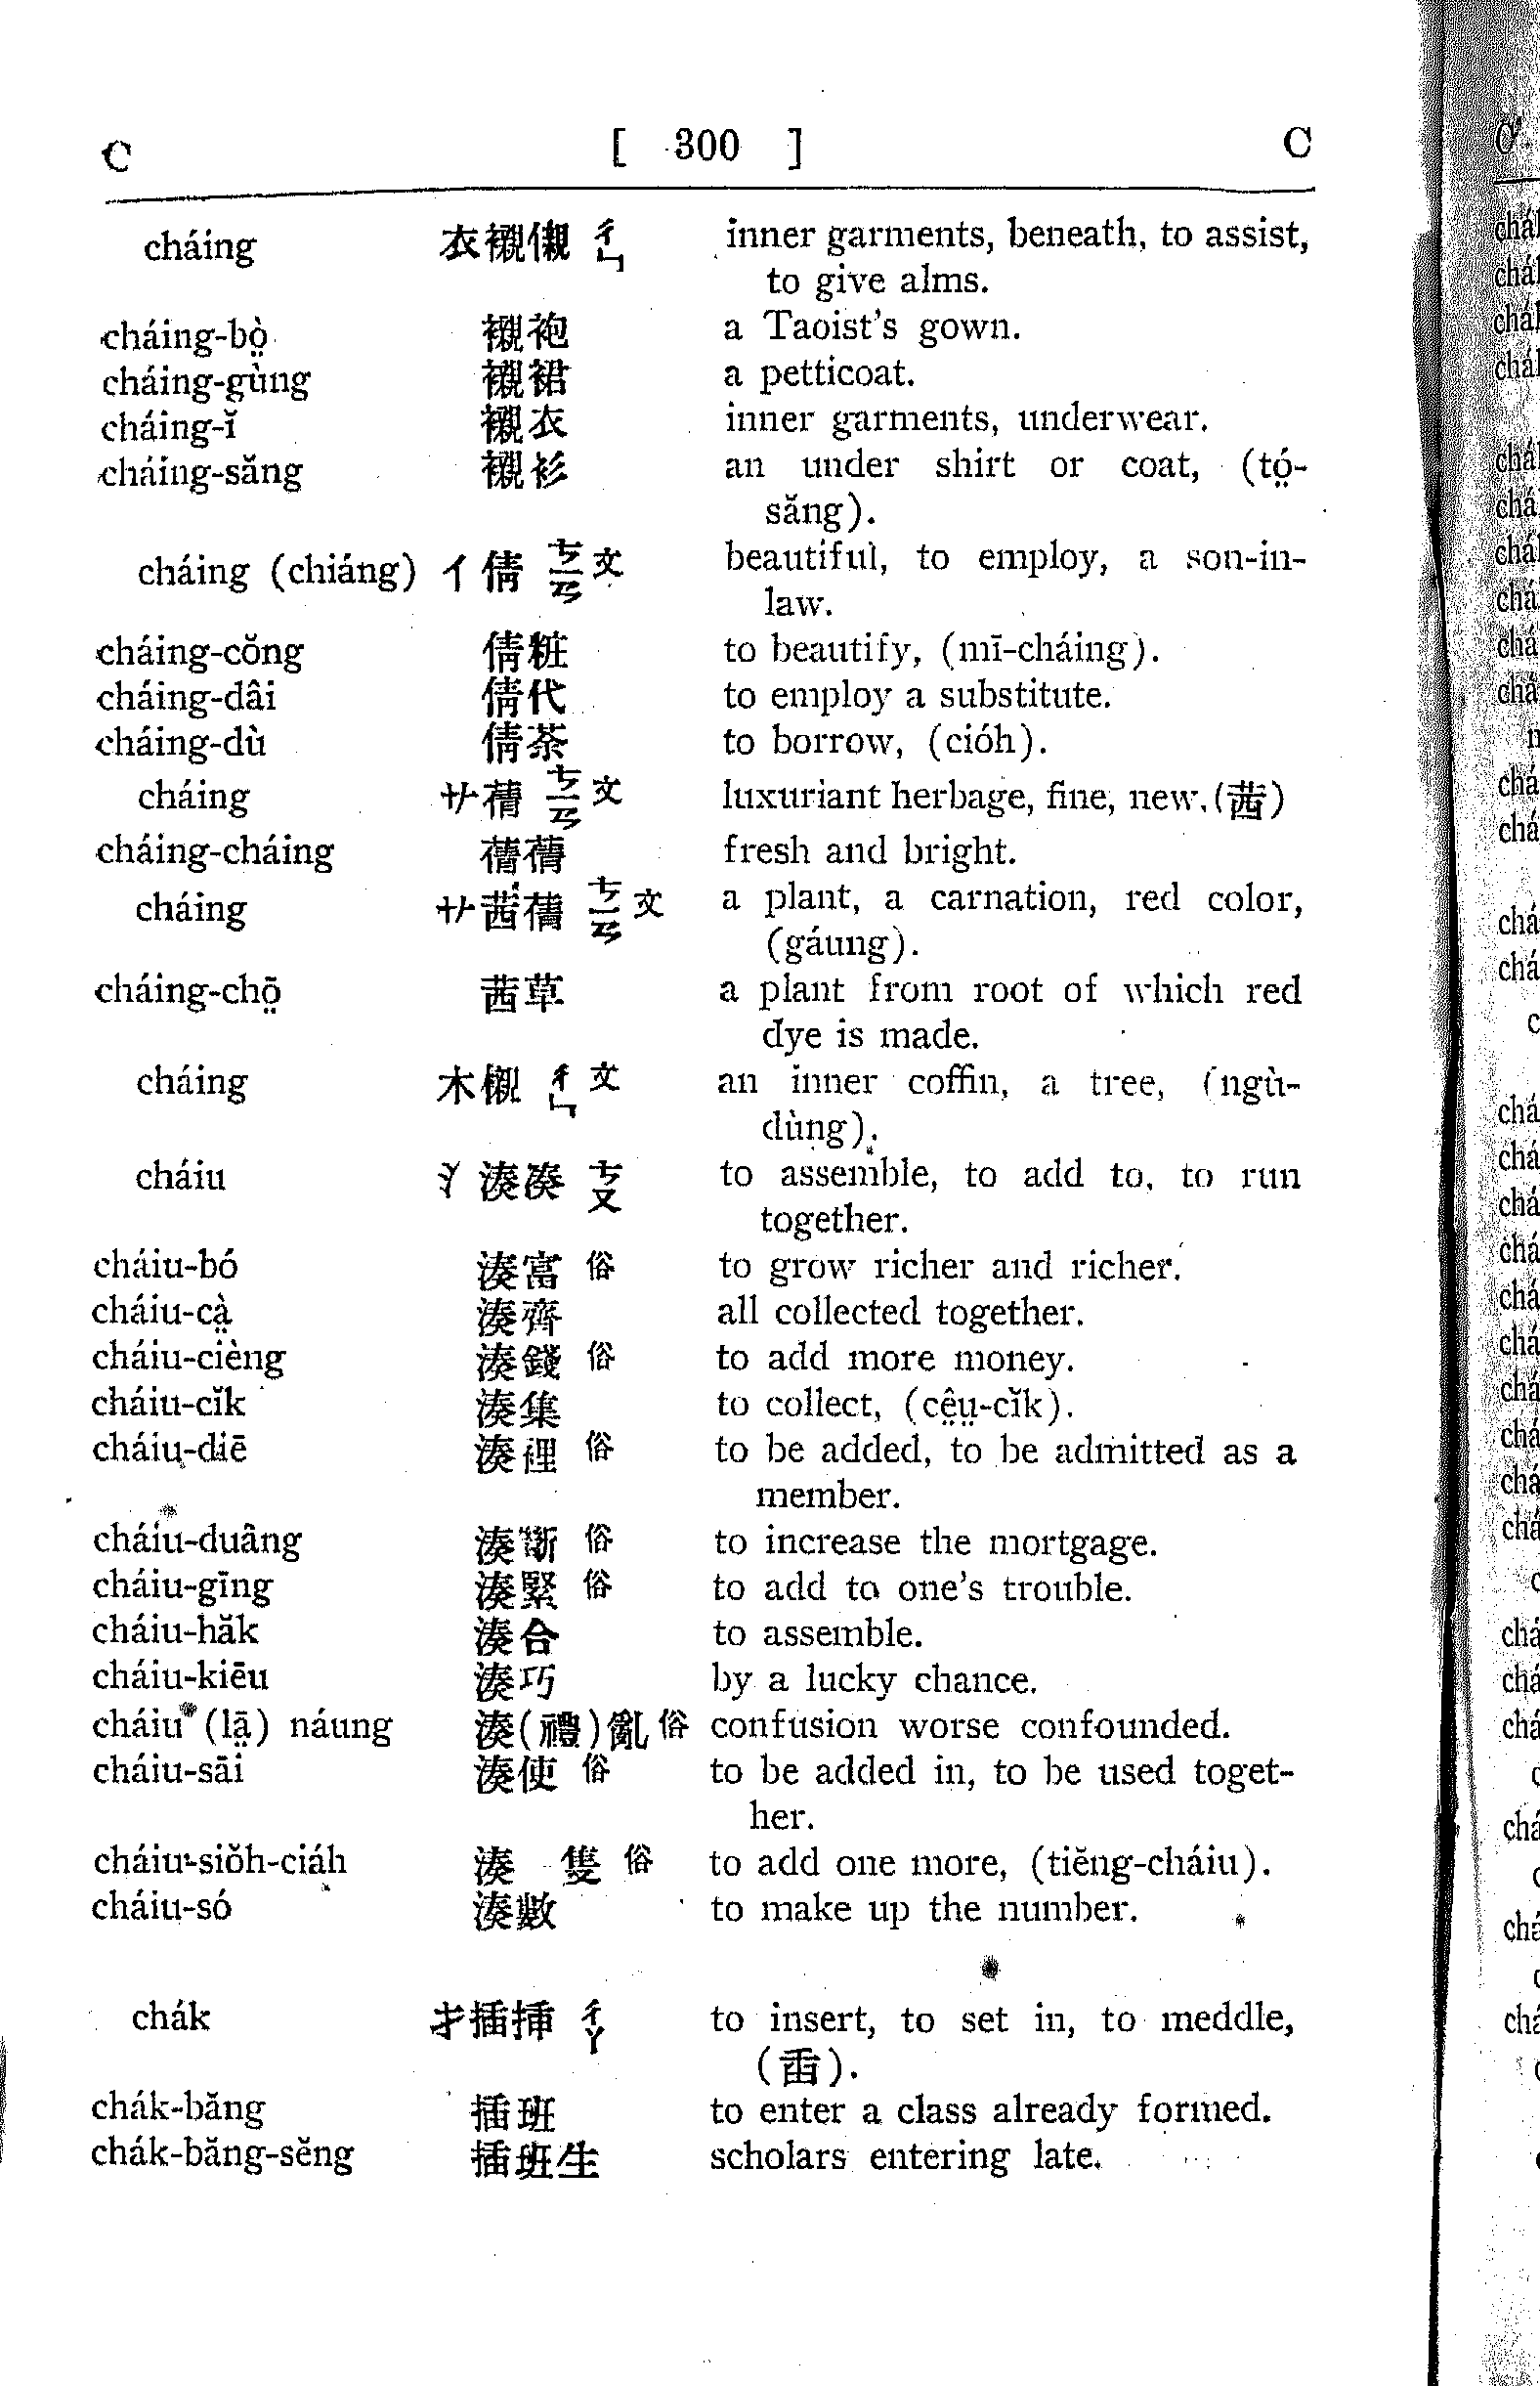 C [ 300 ] C
cháing 衣襯儭 ㄔㄣ inner garments, beneath, to assist,
to give alms.
cháing-bò̤ 襯袍 a Taoist's gown.
cháing-gùng 襯裙 a petticoat.
cháing-ĭ 襯衣 inner garments, underwear.
cháing-săng 襯衫 an under shirt or coat, (tó̤-
săng).
cháing (chiáng) 亻倩 ㄘㄧㄢ 文 beautiful, to employ, a son-in-
law.
cháing-cŏng 倩粧 to beautify, (mī-cháing).
cháing-dâi 倩代 to employ a substitute.
cháing-dù 倩茶 to borrow, (cióh).
cháing 艹蒨 ㄘㄧㄢ 文 luxuriant herbage, fine, new.(茜)
cháing-cháing 蒨蒨 fresh and bright.
cháing 艹茜蒨 ㄘㄧㄢ 文 a plant, a carnation, red color,
(gáung).
cháing-chō̤ 茜草 a plant from root of which red
dye is made.
cháing 木櫬 ㄔㄣ 文 an inner coffin, a tree, (ngù-
dùng).
cháiu 氵湊凑 ㄘㄡ to assemble, to add to, to run
together.
cháiu-bó 湊富 俗 to grow richer and richer.
cháiu-cà̤ 湊齊 all collected together.
cháiu-cièng 湊錢 俗 to add more money.
cháiu-cĭk 湊集 to collect, (cê̤ṳ-cĭk).
cháiu-diē 湊裡 俗 to be added, to be admitted as a
member.
cháiu-duâng 湊斷 俗 to increase the mortgage.
cháiu-gīng 湊緊 俗 to add to one's trouble.
cháiu-hăk 湊合 to assemble.
cháiu-kiēu 湊巧 by a lucky chance.
cháiu (lā̤) náung 湊(禮)亂 俗 confusion worse confounded.
cháiu-sāi 湊使 俗 to be added in, to be used toget-
her.
cháiu-siŏh-ciáh 湊 隻 俗 to add one more, (tiĕng-cháiu).
cháiu-só 湊數 to make up the number.
chák 扌插揷 ㄔㄚ to insert, to set in, to meddle,
(臿).
chák-băng 插班 to enter a class already formed.
chák-băng-sĕng 插班生 scholars entering late.